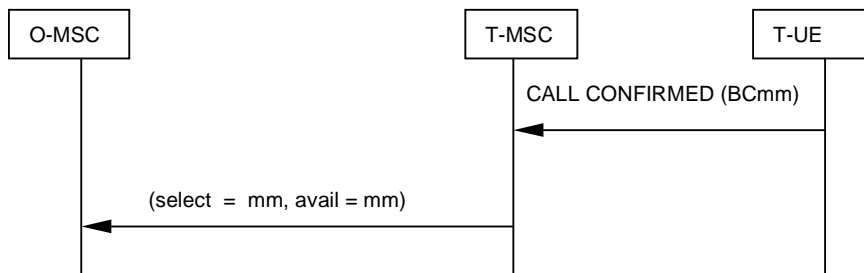 O-MSC
T-MSC
T-UE
CALL CONFIRMED (BCmm)
(select = mm, avail = mm)